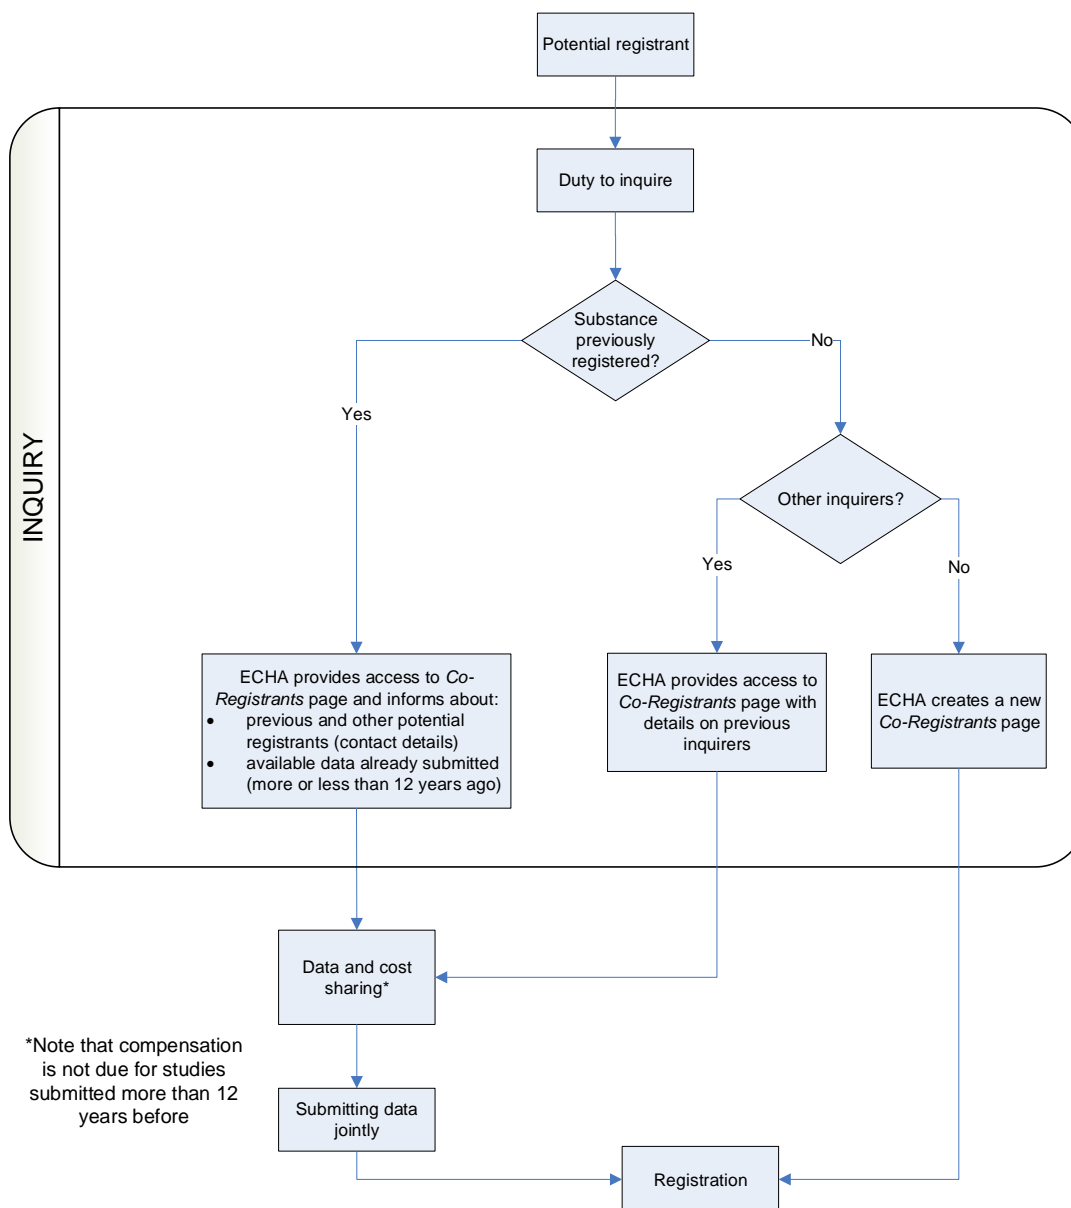 Potential registrant
Duty to inquire
Substance
previously
registered?
No
Yes
INQUIRY
Other inquirers?
Yes
No
ECHA provides access to Co-
Registrants page and informs about:
• previous and other potential
registrants (contact details)
• available data already submitted
(more or less than 12 years ago)
ECHA provides access to
Co-Registrants page with
details on previous
inquirers
ECHA creates a new
Co-Registrants page
Data and cost
sharing*
*Note that compensation
is not due for studies
submitted more than 12
years before
Submitting data
jointly
Registration